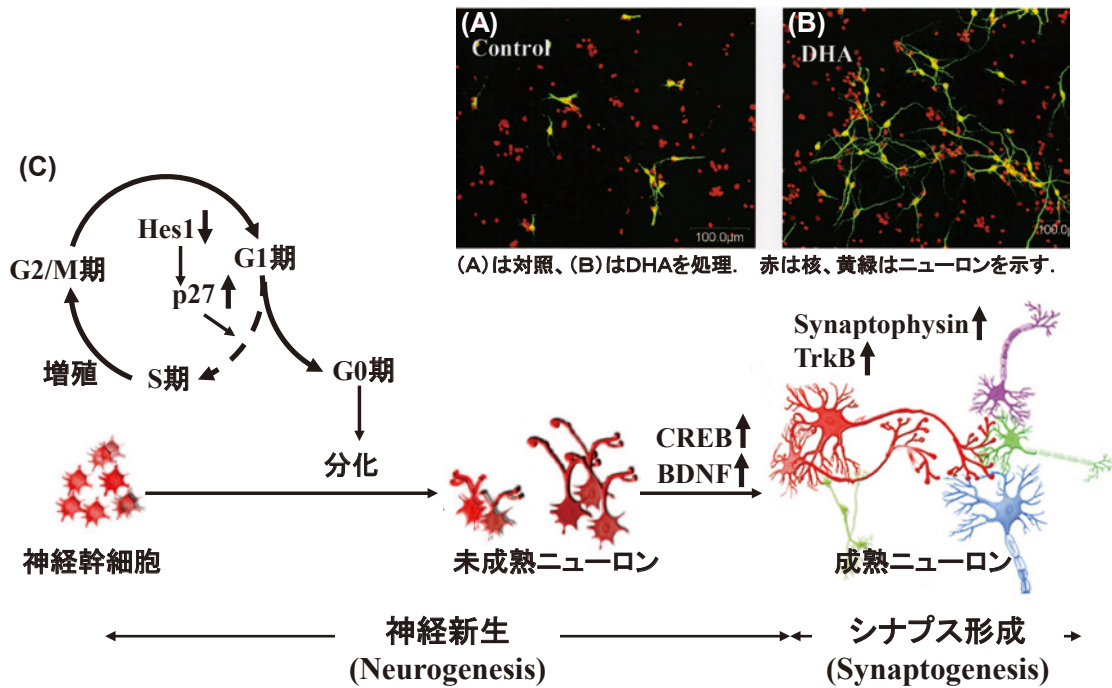 (A)
Control
100.0μm
(B)
DHA
100.0
(A)は対照、(B)はDHAを処理. 赤は核、黄緑はニューロンを示す.
(C)
Hes1
G2/M期
G1期
p27
増殖
S期
G0期
分化
Synaptophysin
TrkB
CREB
BDNF
神経幹細胞
未成熟ニューロン
成熟ニューロン
神経新生
(Neurogenesis)
シナプス形成
(Synaptogenesis)